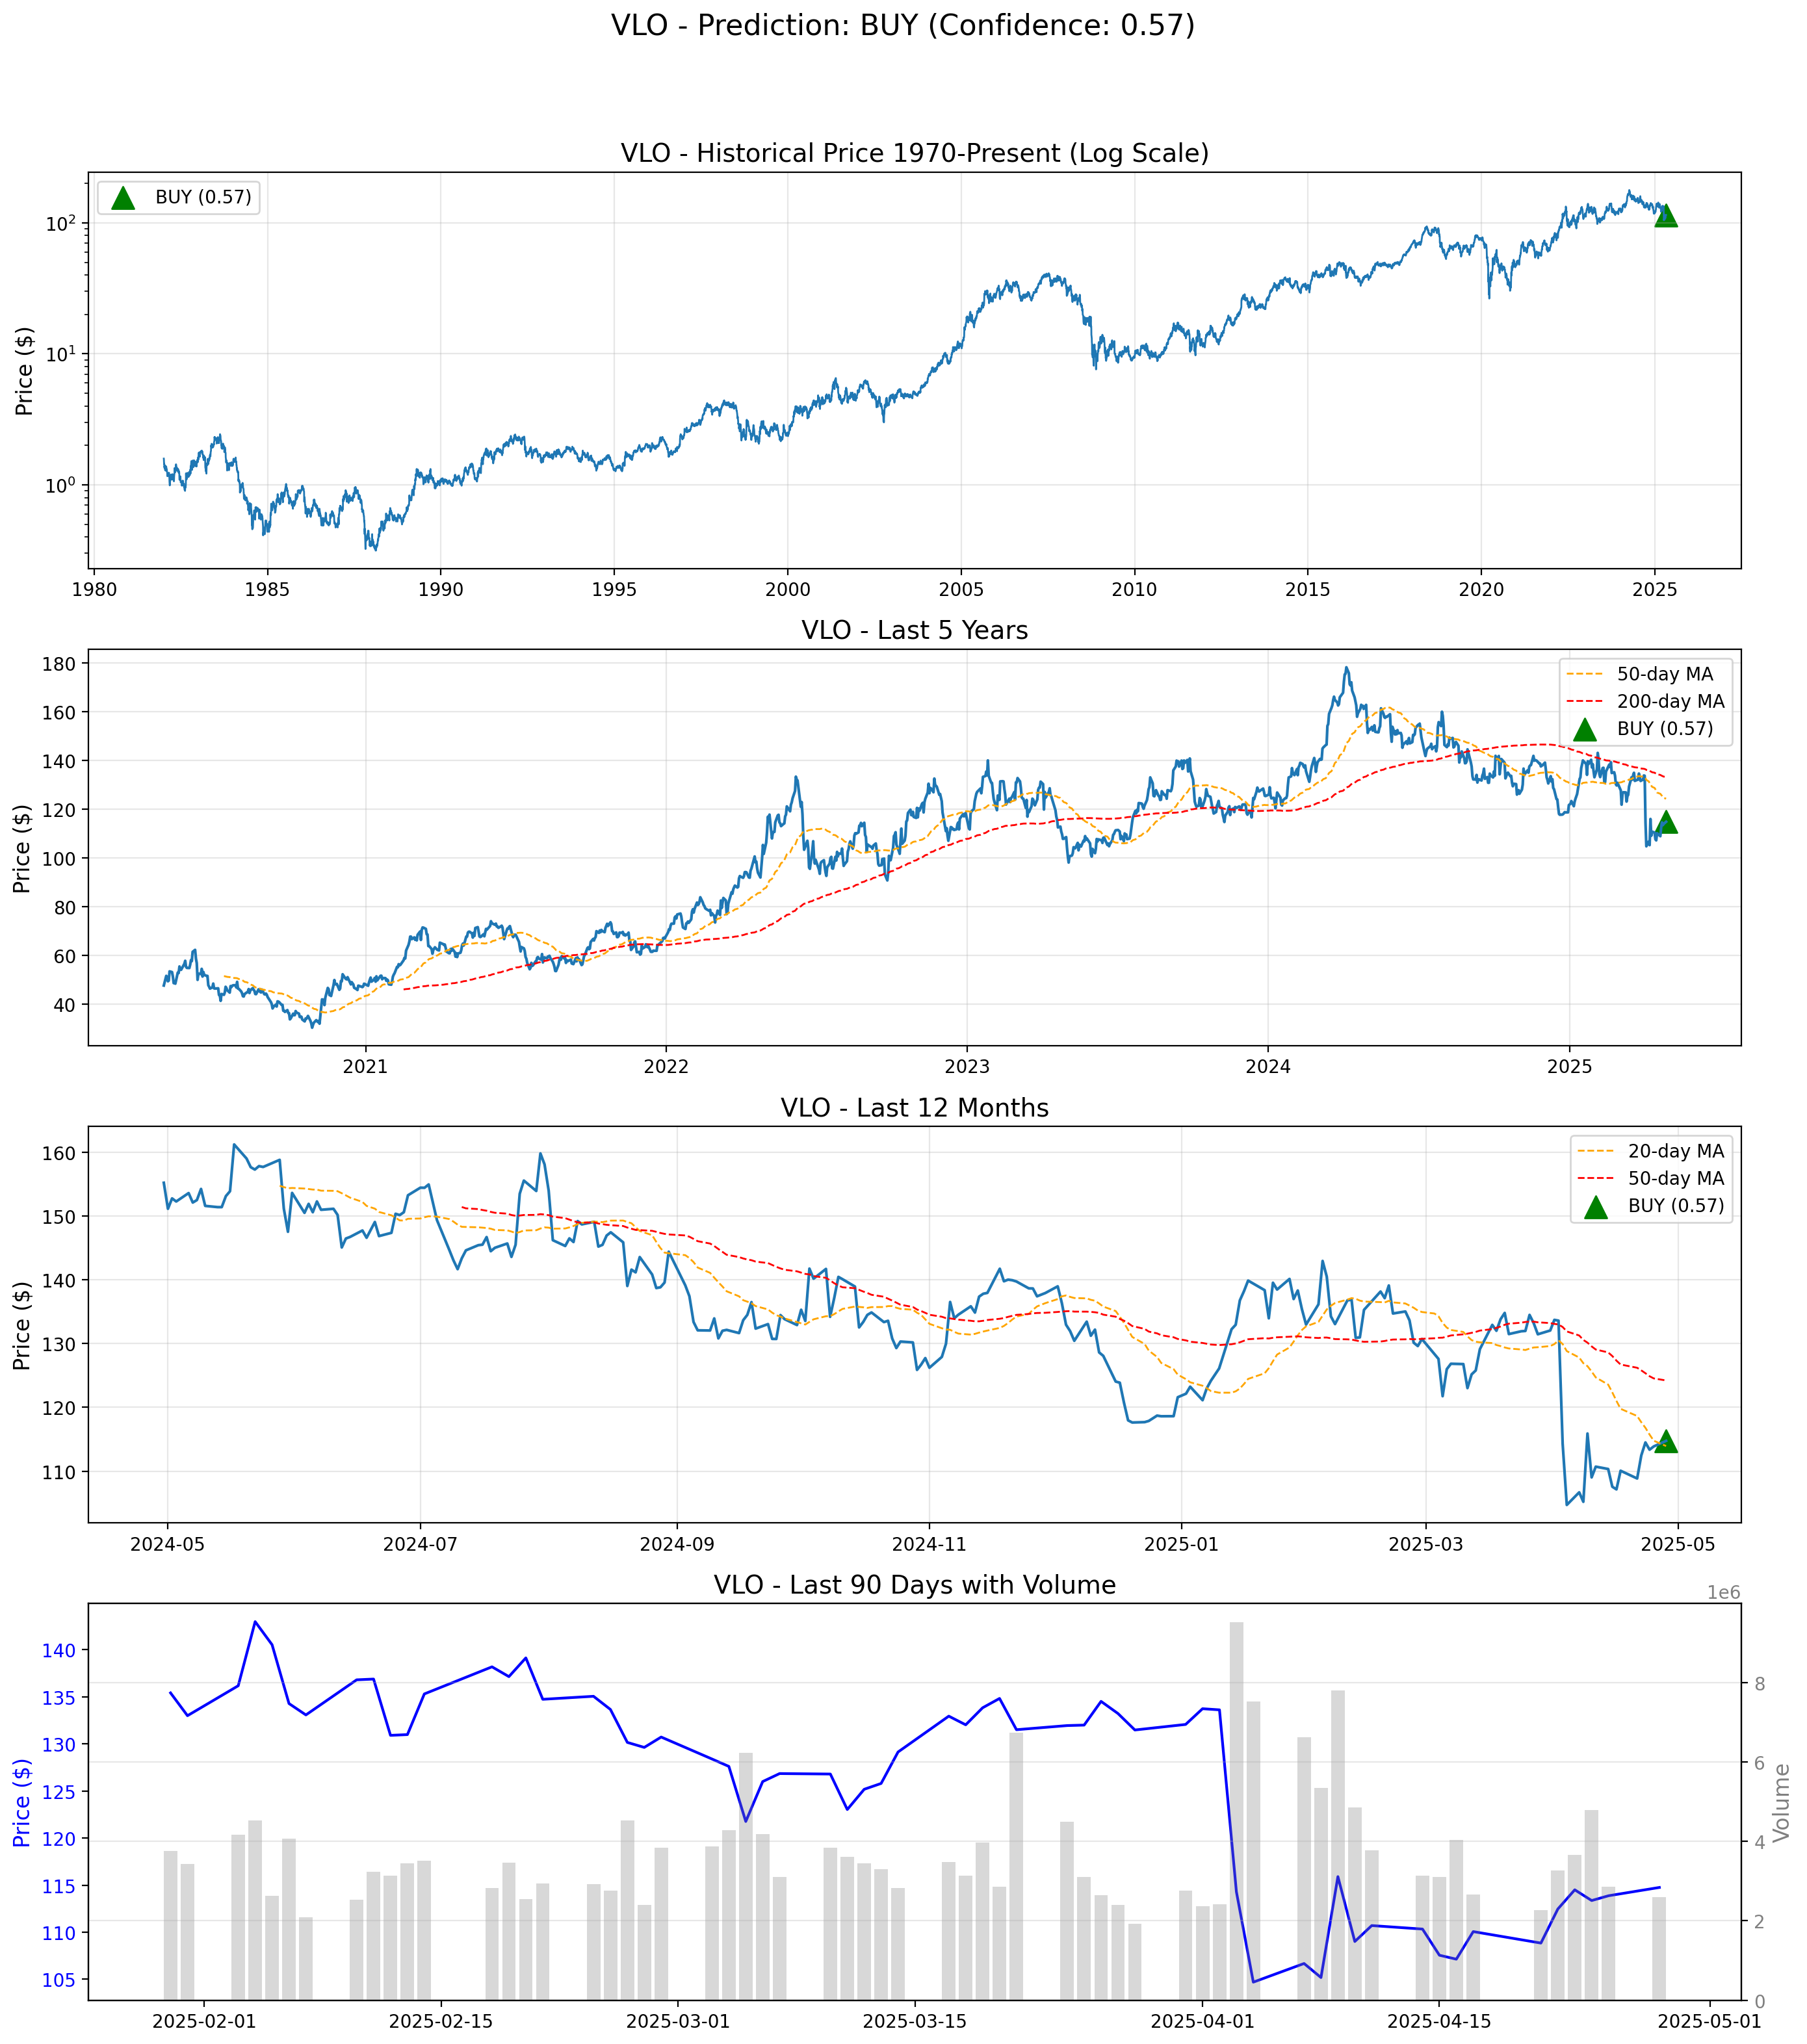 VLO - Prediction: BUY (Confidence: 0.57)
VLO - Historical Price 1970-Present (Log Scale)
BUY (0.57)
Price ($)
10²
10¹
10⁰
1980 1985 1990 1995 2000 2005 2010 2015 2020 2025
VLO - Last 5 Years
50-day MA
200-day MA
BUY (0.57)
Price ($)
180
160
140
120
100
80
60
40
2021 2022 2023 2024 2025
VLO - Last 12 Months
20-day MA
50-day MA
BUY (0.57)
Price ($)
160
150
140
130
120
110
2024-05 2024-07 2024-09 2024-11 2025-01 2025-03 2025-05
VLO - Last 90 Days with Volume
1e6
Price ($)
140
135
130
125
120
115
110
105
8
6
4
2
0
Volume
2025-02-01 2025-02-15 2025-03-01 2025-03-15 2025-04-01 2025-04-15 2025-05-01